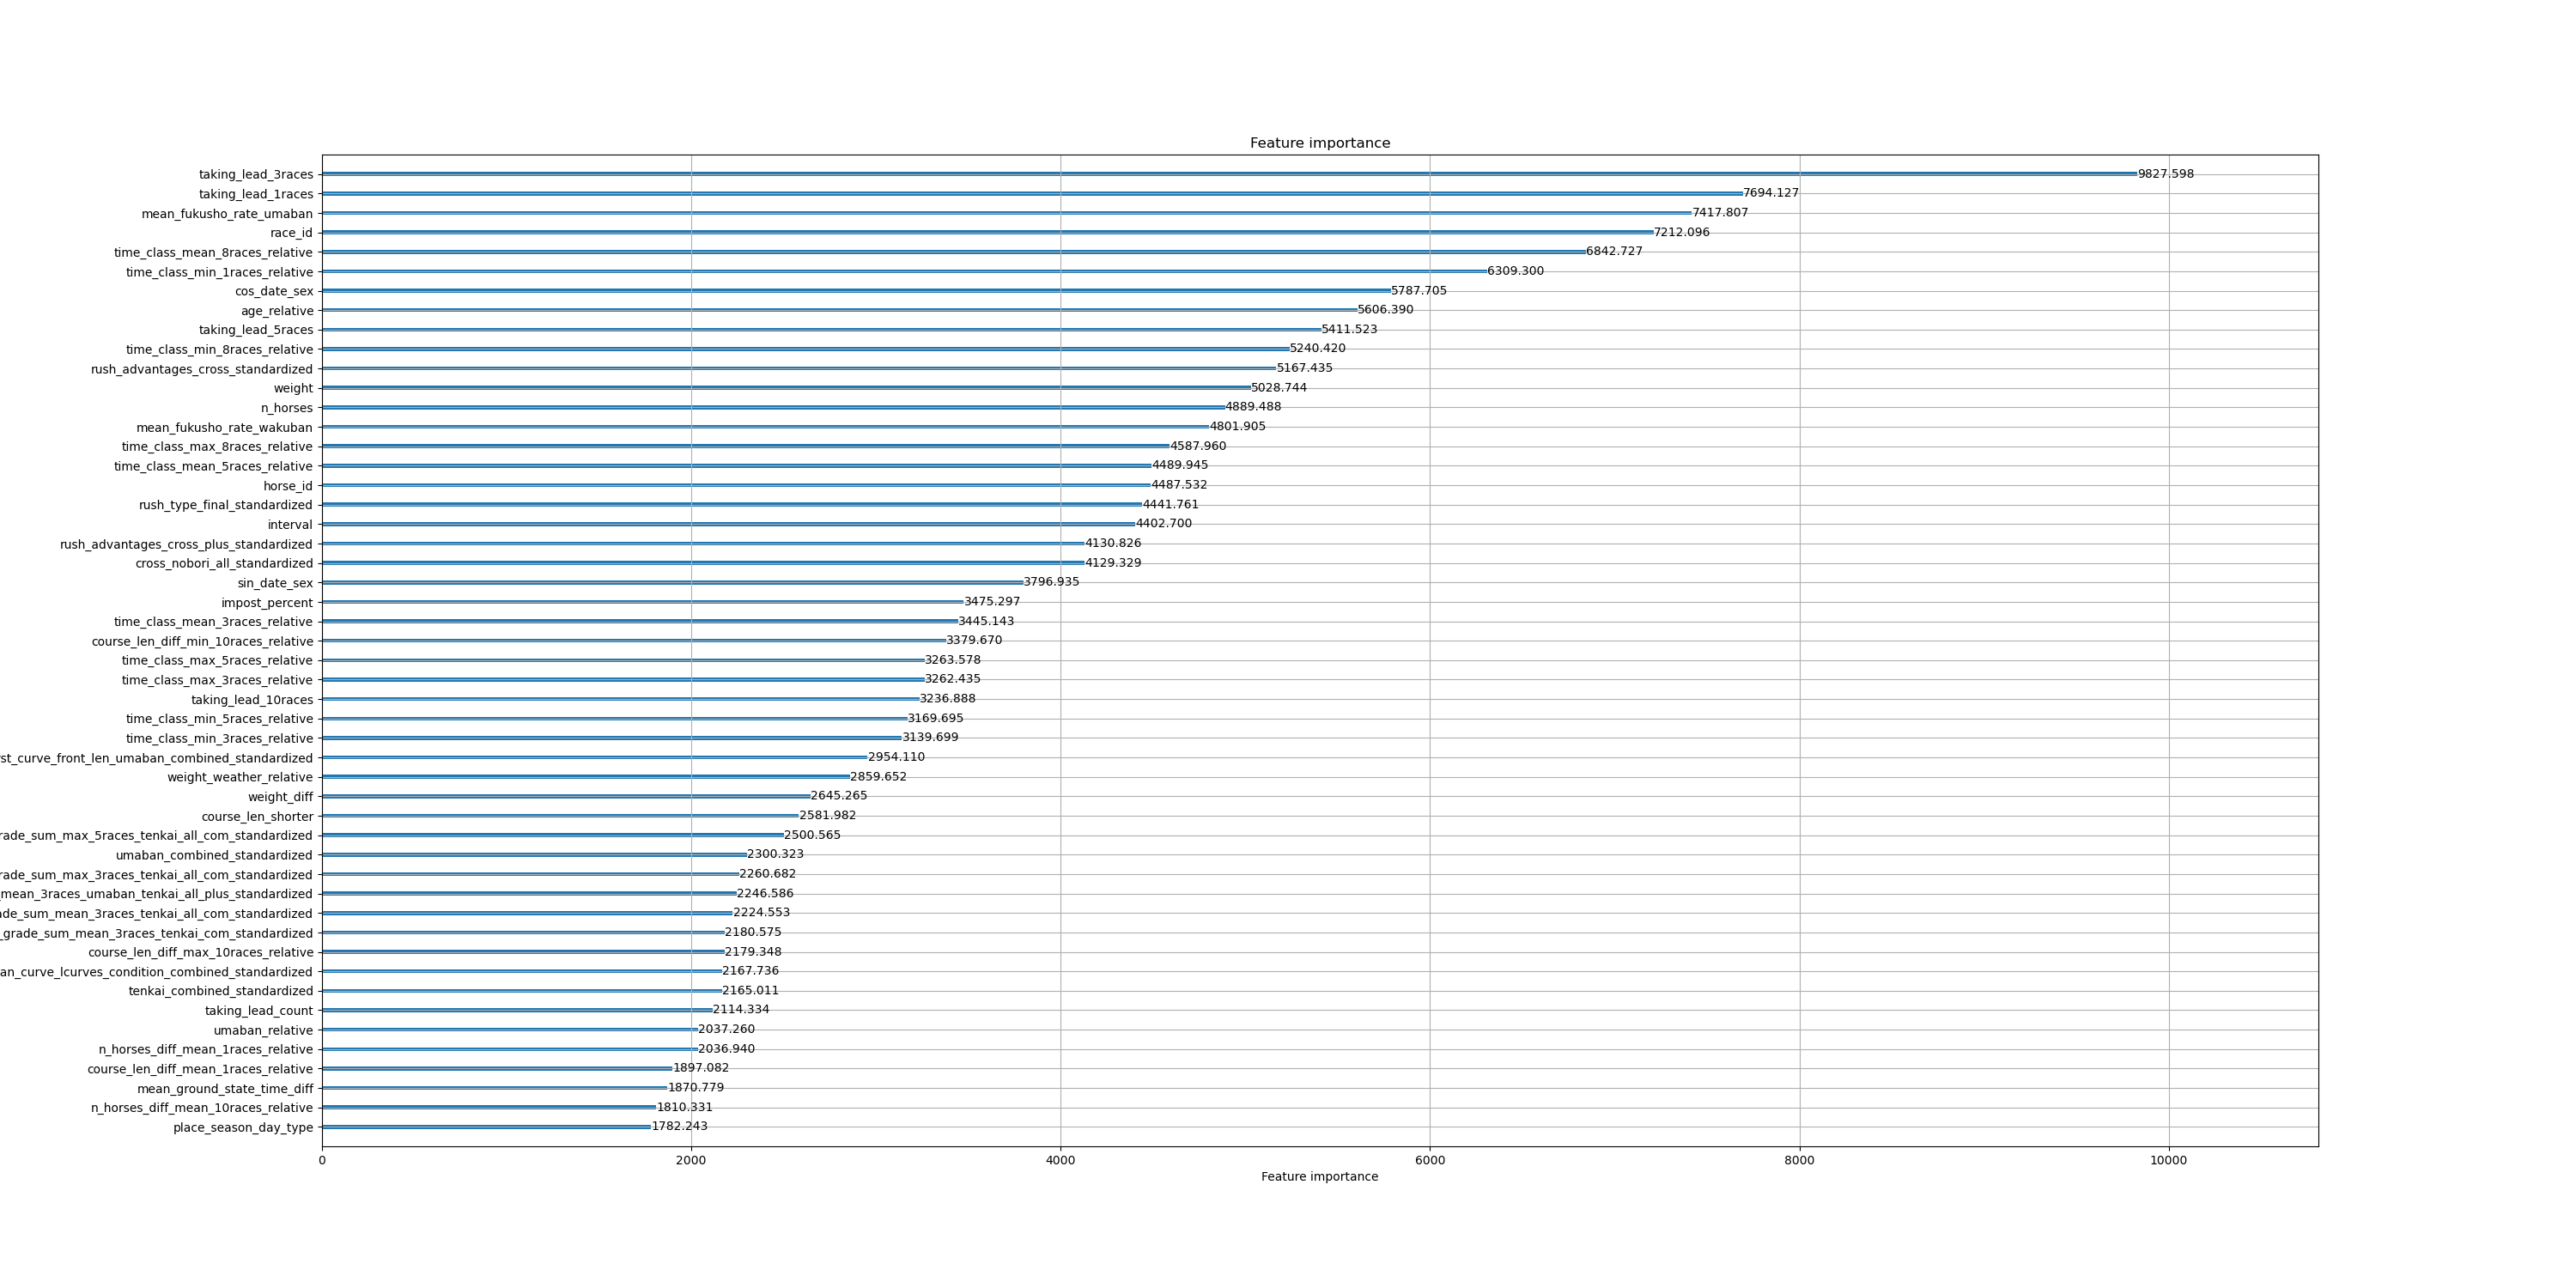 Feature importance
taking_lead_3races 9827.598
taking_lead_1races 7694.127
mean_fukusho_rate_umaban 7417.807
race_id 7212.096
time_class_mean_8races_relative 6842.727
time_class_min_1races_relative 6309.300
cos_date_sex 5787.705
age_relative 5606.390
taking_lead_5races 5411.523
time_class_min_8races_relative 5240.420
rush_advantages_cross_standardized 5167.435
weight 5028.744
n_horses 4889.488
mean_fukusho_rate_wakuban 4801.905
time_class_max_8races_relative 4587.960
time_class_mean_5races_relative 4489.945
horse_id 4487.532
rush_type_final_standardized 4441.761
interval 4402.700
rush_advantages_cross_plus_standardized 4130.826
cross_nobori_all_standardized 4129.329
sin_date_sex 3796.935
impost_percent 3475.297
time_class_mean_3races_relative 3445.143
course_len_diff_min_10races_relative 3379.670
time_class_max_5races_relative 3263.578
time_class_max_3races_relative 3262.435
taking_lead_10races 3236.888
time_class_min_5races_relative 3169.695
time_class_min_3races_relative 3139.699
st_curve_front_len_umaban_combined_standardized 2954.110
weight_weather_relative 2859.652
weight_diff 2645.265
course_len_shorter 2581.982
rade_sum_max_5races_tenkai_all_com_standardized 2500.565
umaban_combined_standardized 2300.323
rade_sum_max_3races_tenkai_all_com_standardized 2260.682
_mean_3races_umaban_tenkai_all_plus_standardized 2246.586
de_sum_mean_3races_tenkai_all_com_standardized 2224.553
_grade_sum_mean_3races_tenkai_com_standardized 2180.575
course_len_diff_max_10races_relative 2179.348
an_curve_lcurves_condition_combined_standardized 2167.736
tenkai_combined_standardized 2165.011
taking_lead_count 2114.334
umaban_relative 2037.260
n_horses_diff_mean_1races_relative 2036.940
course_len_diff_mean_1races_relative 1897.082
mean_ground_state_time_diff 1870.779
n_horses_diff_mean_10races_relative 1810.331
place_season_day_type 1782.243
0 2000 4000 6000 8000 10000
Feature importance